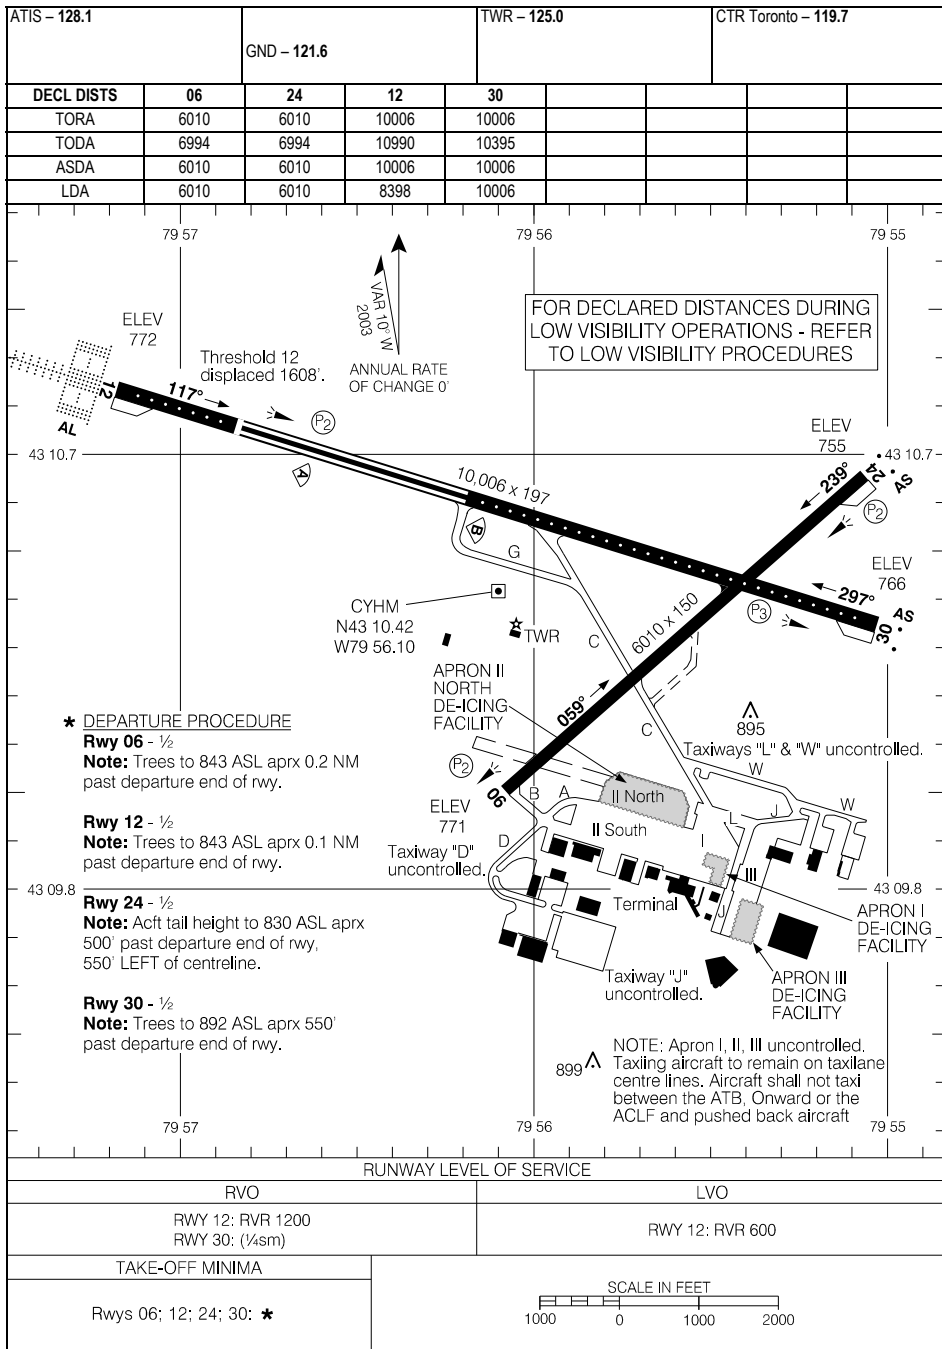 ATIS – 128.1
GND – 121.6
TWR – 125.0
CTR Toronto – 119.7
DECL DISTS 06 24 12 30
TORA 6010 6010 10006 10006
TODA 6994 6994 10990 10395
ASDA 6010 6010 10006 10006
LDA 6010 6010 8398 10006
79 57
79 56
79 55
VAR 10° W
2003
ANNUAL RATE
OF CHANGE 0'
FOR DECLARED DISTANCES DURING
LOW VISIBILITY OPERATIONS - REFER
TO LOW VISIBILITY PROCEDURES
ELEV
772
Threshold 12
displaced 1608'.
12
117°
P2
AL
A
43 10.7
10,006 x 197
ELEV
755
43 10.7
239°
24
AS
P2
B
G
ELEV
766
297°
AS
P3
30
CYHM
N43 10.42
W79 56.10
TWR
C
6010 x 150
APRON II
NORTH
DE-ICING
FACILITY
059°
C
895
Taxiways "L" & "W" uncontrolled.
* DEPARTURE PROCEDURE
Rwy 06 - ½
Note: Trees to 843 ASL aprx 0.2 NM
past departure end of rwy.
Rwy 12 - ½
Note: Trees to 843 ASL aprx 0.1 NM
past departure end of rwy.
P2
06
ELEV
771
B
A
II North
W
W
L
J
D
II South
I
Taxiway "D"
uncontrolled.
43 09.8
43 09.8
III
Terminal
J
Rwy 24 - ½
Note: Acft tail height to 830 ASL aprx
500' past departure end of rwy,
550' LEFT of centreline.
APRON I
DE-ICING
FACILITY
Taxiway "J"
uncontrolled.
APRON III
DE-ICING
FACILITY
Rwy 30 - ½
Note: Trees to 892 ASL aprx 550'
past departure end of rwy.
899
NOTE: Apron I, II, III uncontrolled.
Taxiing aircraft to remain on taxilane
centre lines. Aircraft shall not taxi
between the ATB, Onward or the
ACLF and pushed back aircraft
79 57
79 56
79 55
RUNWAY LEVEL OF SERVICE
RVO
LVO
RWY 12: RVR 1200
RWY 30: (¼sm)
RWY 12: RVR 600
TAKE-OFF MINIMA
Rwys 06; 12; 24; 30: *
SCALE IN FEET
1000 0 1000 2000